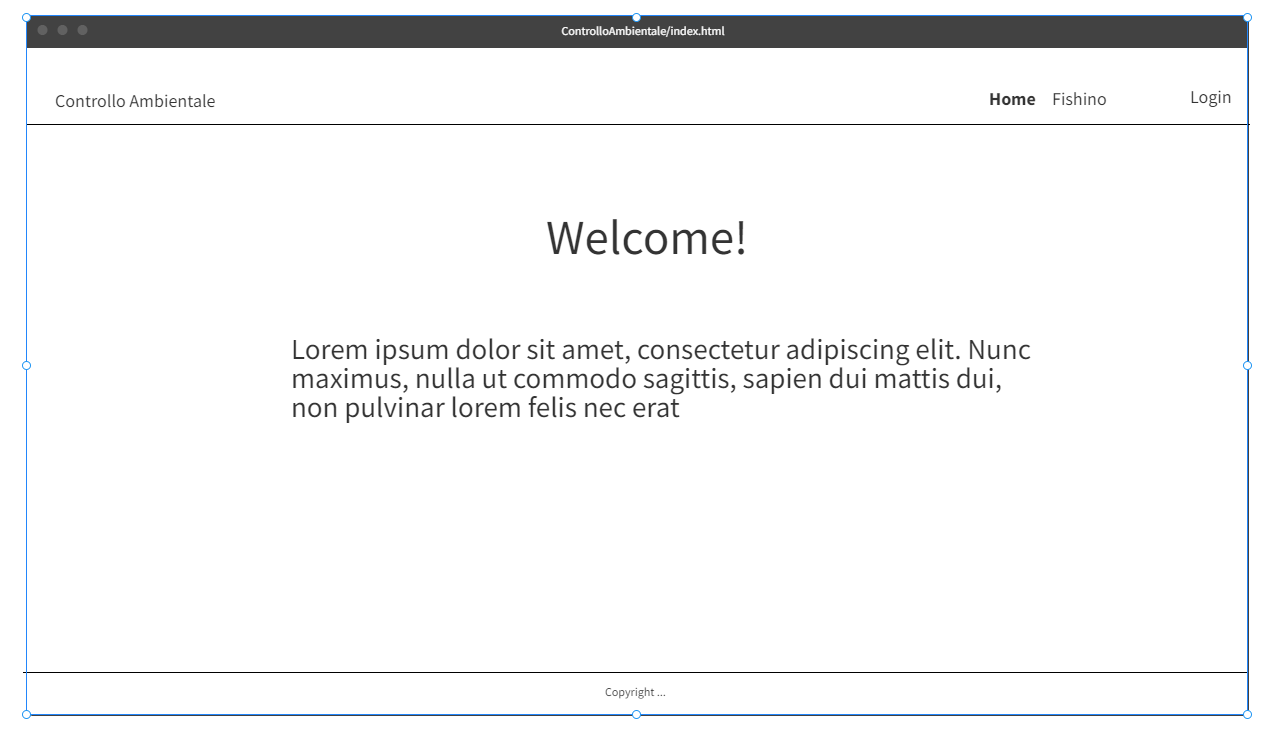 ControlloAmbientale/index.html
Controllo Ambientale Home Fishino Login
Welcome!
Lorem ipsum dolor sit amet, consectetur adipiscing elit. Nunc
maximus, nulla ut commodo sagittis, sapien dui mattis dui,
non pulvinar lorem felis nec erat
Copyright ...